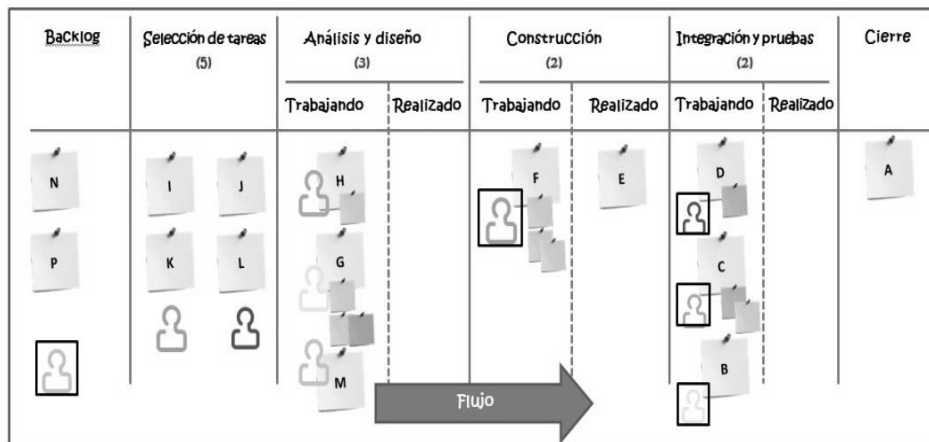 Backlog
Selección de tareas
(5)
Análisis y diseño
(3)
Construcción
(2)
Integración y pruebas
(2)
Cierre
Trabajando
Realizado
Trabajando
Realizado
Trabajando
Realizado
N
I
J
H
F
E
D
A
P
K
L
G
C
M
B
Flujo